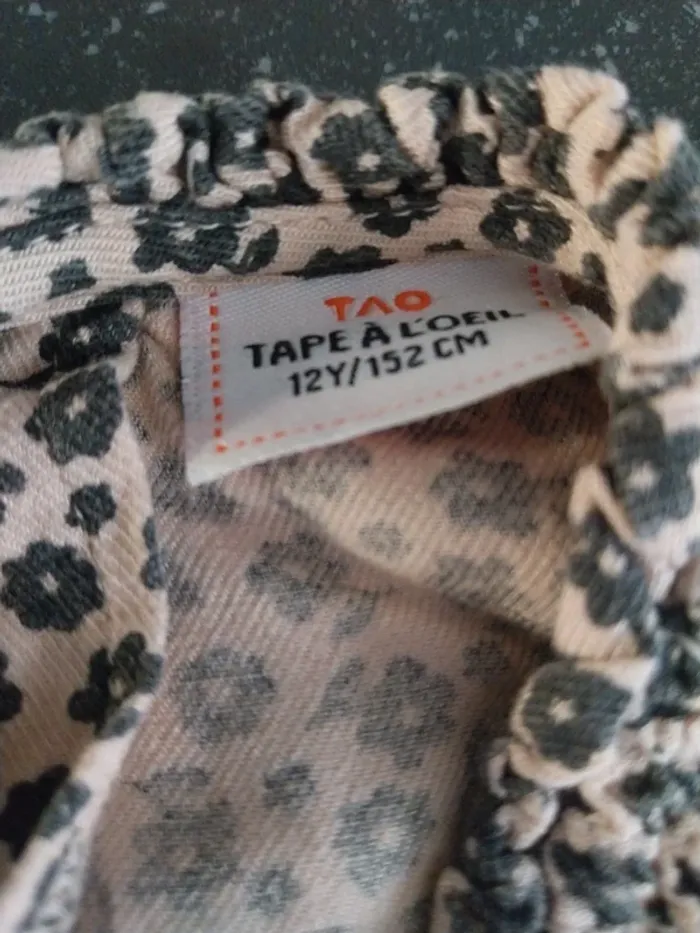 TAO
TAPE À L'OEIL
12Y/152 CM